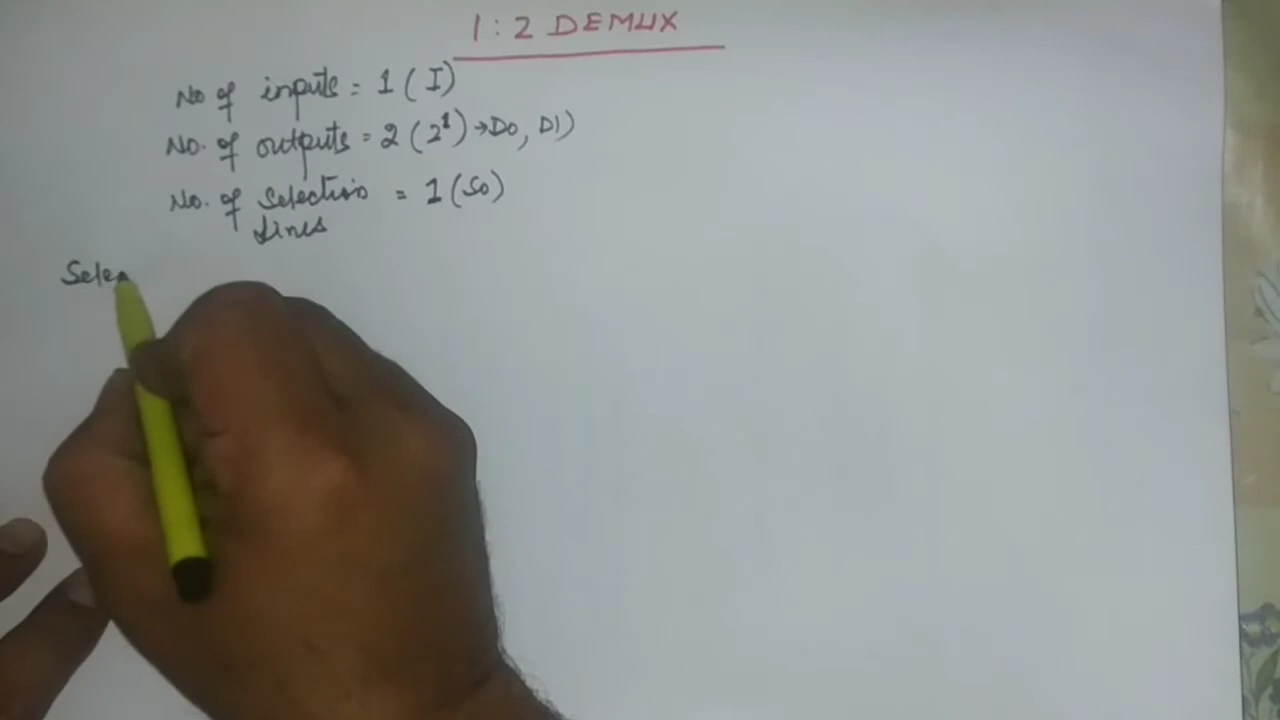 1 : 2 DEMUX
No of inputs = 1 ( I )
No. of outputs = 2 ( 2¹ ) → D0, D1)
No. of Selection = 1 (S0)
Lines
Sele